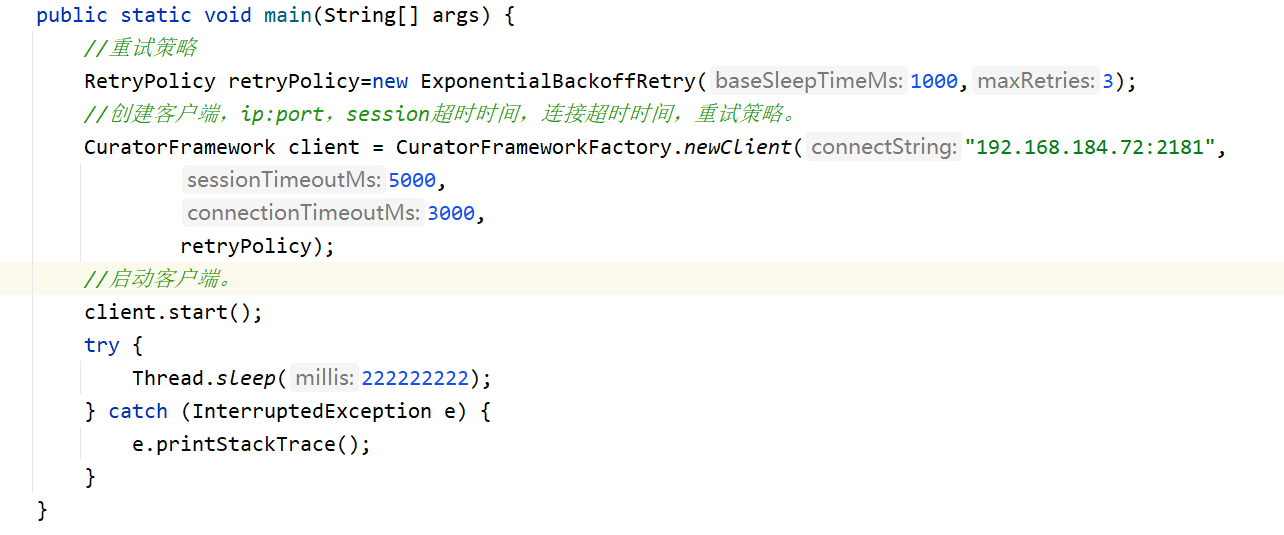 public static void main(String[] args) {
//重试策略
RetryPolicy retryPolicy=new ExponentialBackoffRetry( baseSleepTimeMs: 1000, maxRetries: 3);
//创建客户端，ip:port，session超时时间，连接超时时间，重试策略。
CuratorFramework client = CuratorFrameworkFactory.newClient( connectString: "192.168.184.72:2181",
sessionTimeoutMs: 5000,
connectionTimeoutMs: 3000,
retryPolicy);
//启动客户端。
client.start();
try {
Thread.sleep( millis: 222222222);
} catch (InterruptedException e) {
e.printStackTrace();
}
}